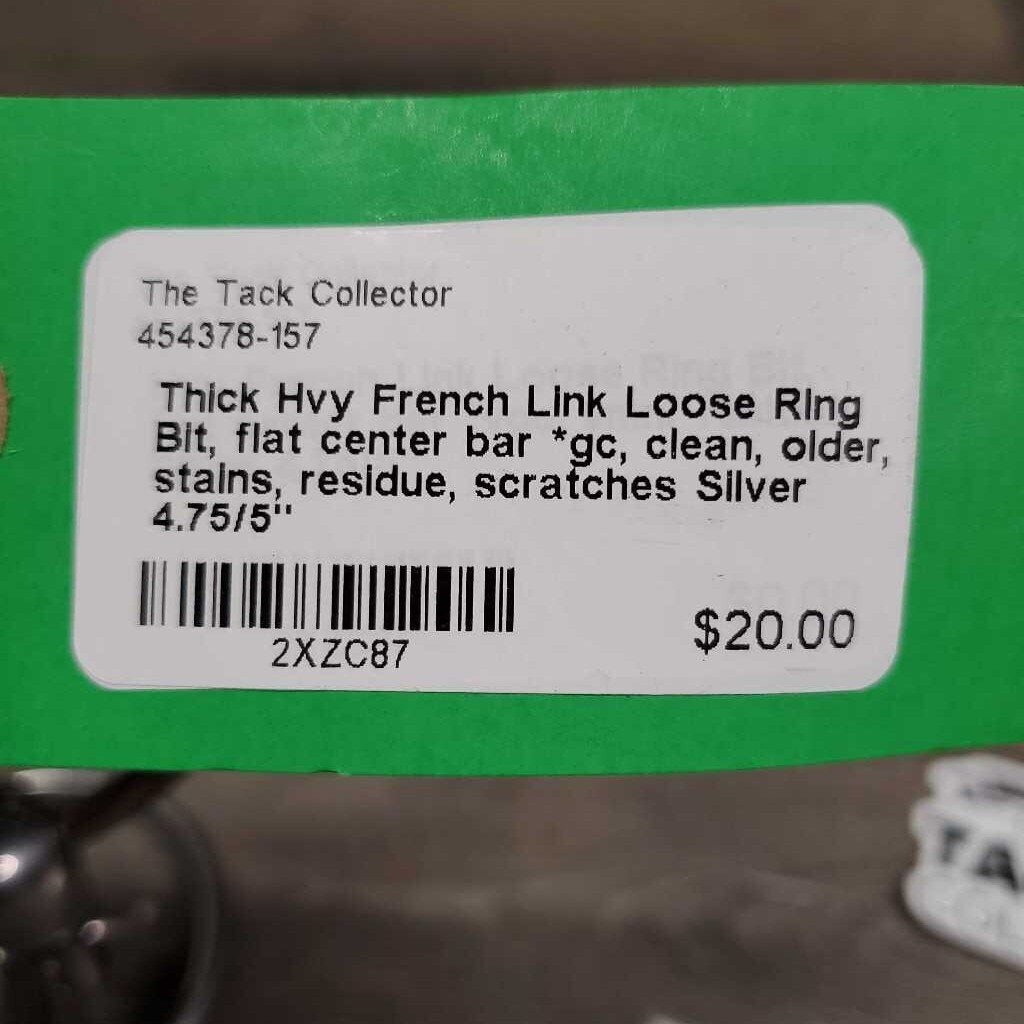 The Tack Collector
454378-157
Thick Hvy French Link Loose Ring
Bit, flat center bar *gc, clean, older,
stains, residue, scratches Silver
4.75/5"
2XZC87
$20.00
TA